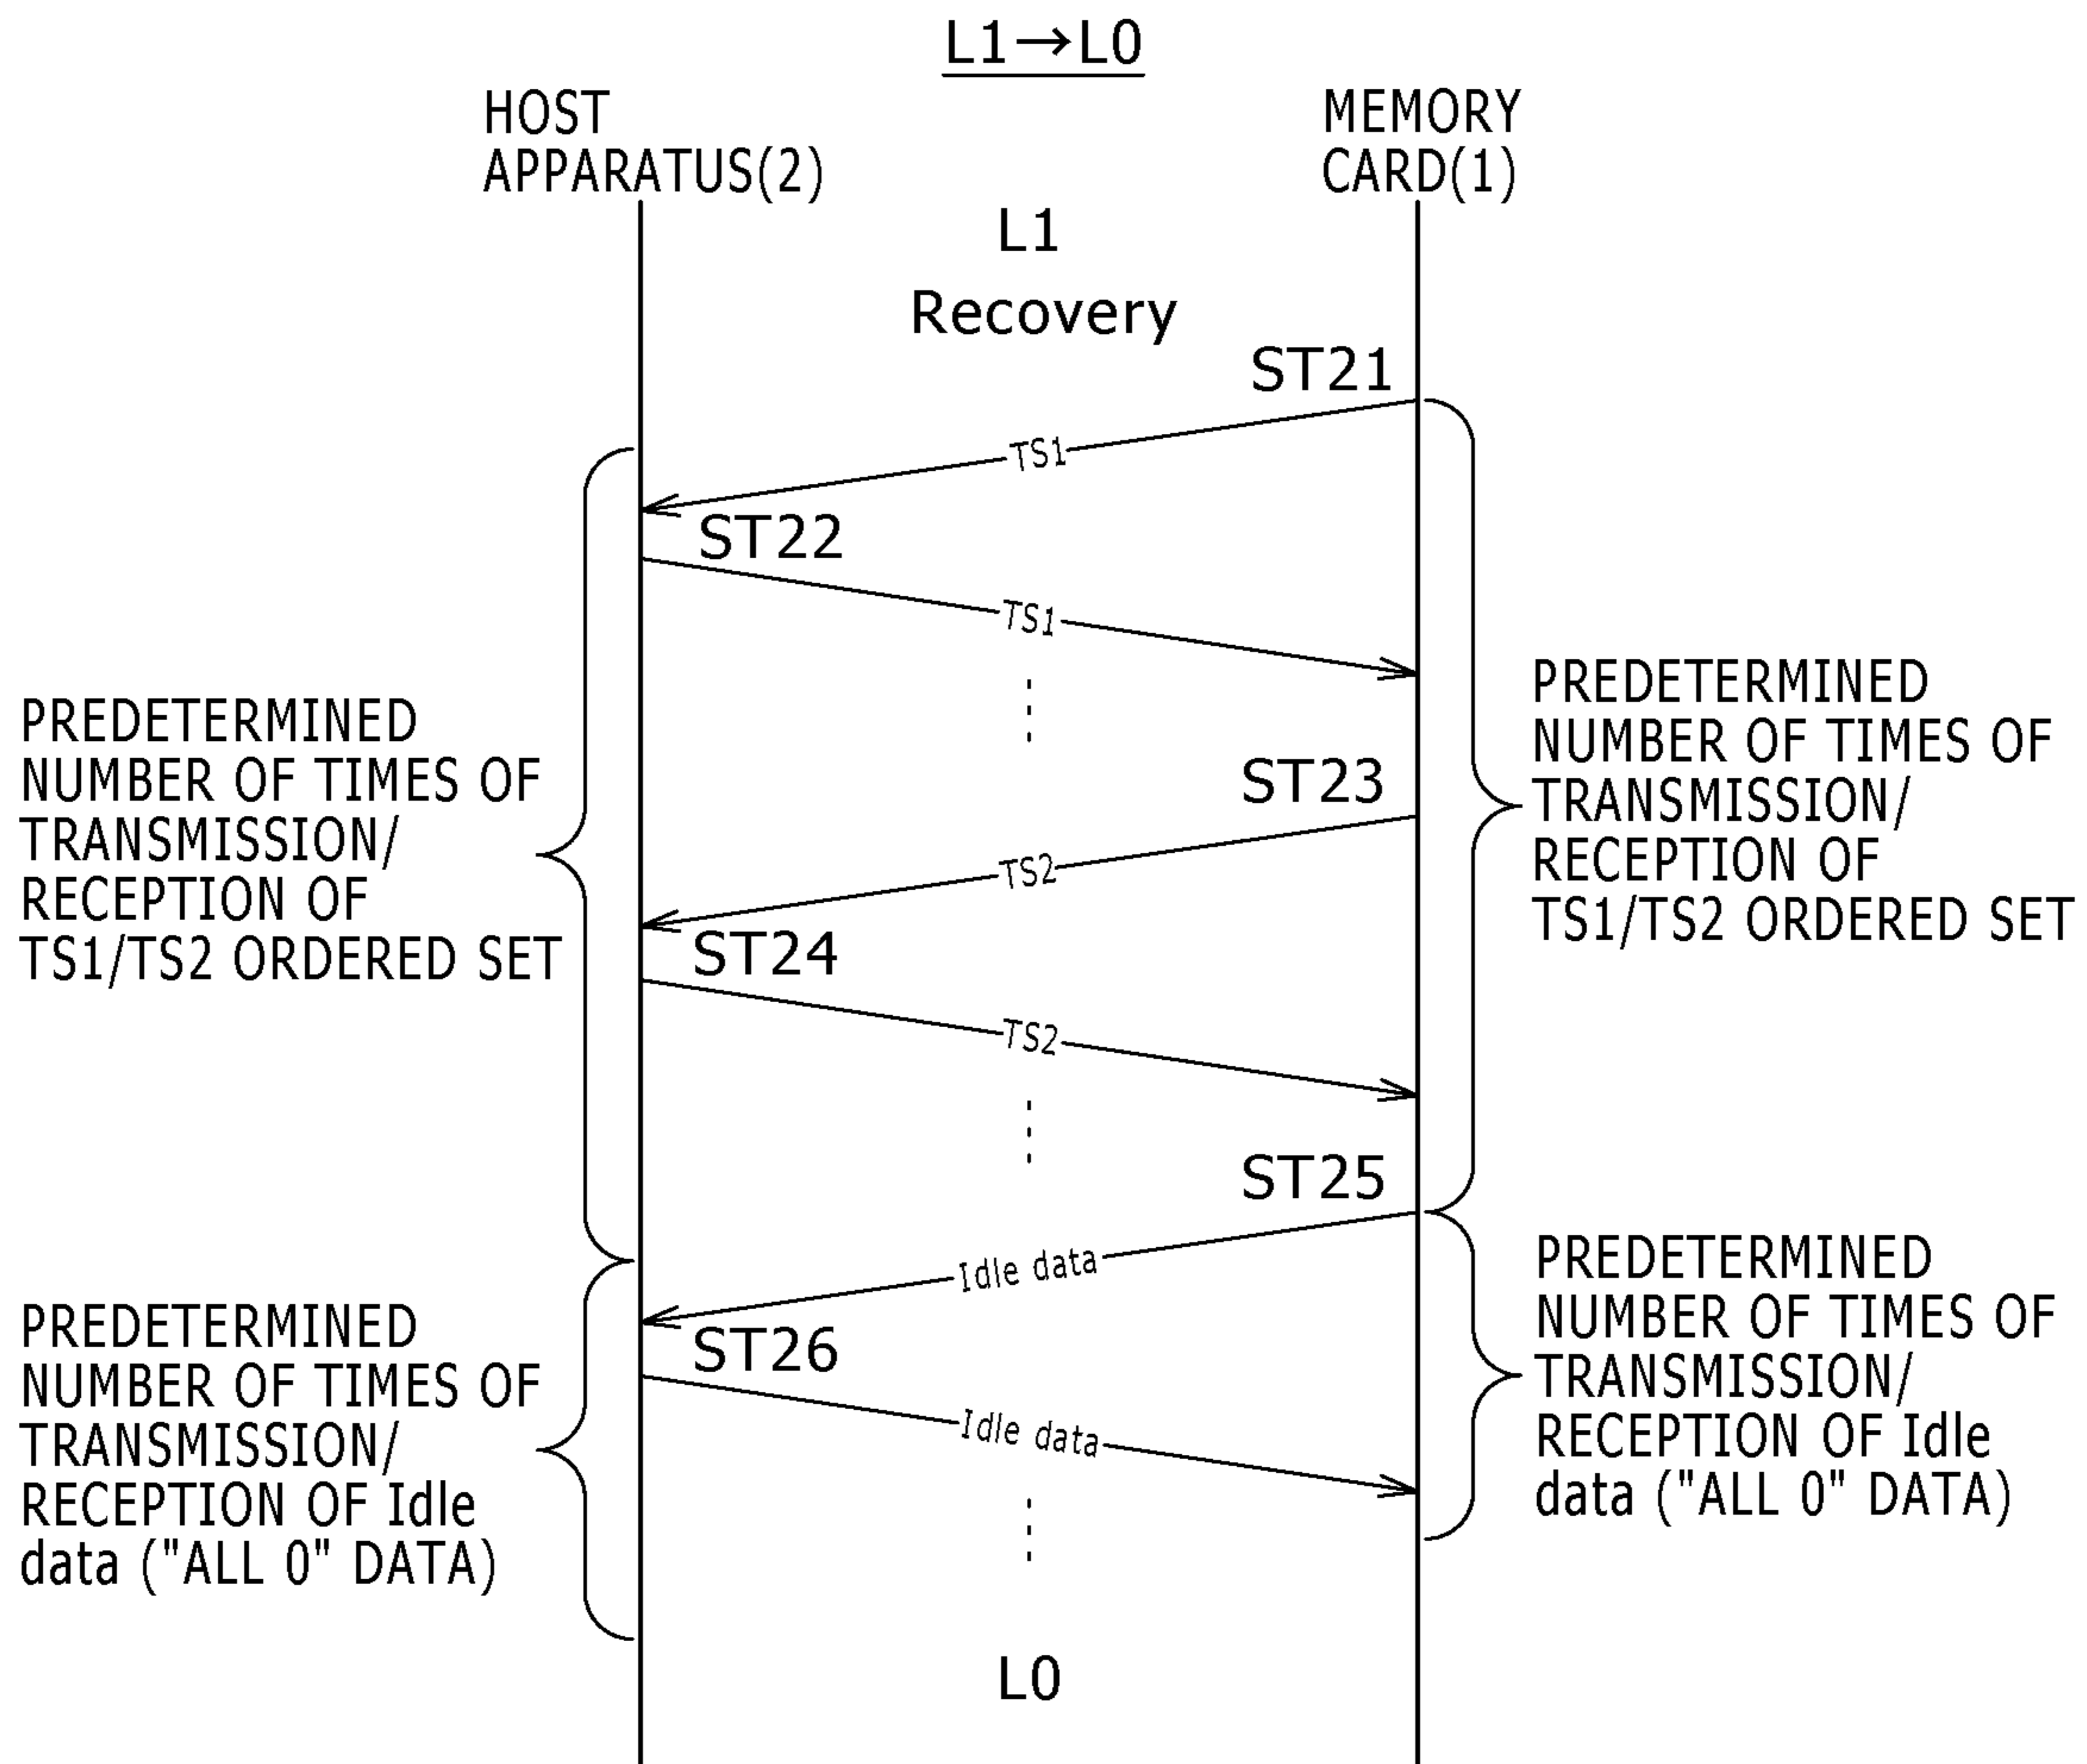 L1→L0
HOST
APPARATUS(2)
MEMORY
CARD(1)
L1
Recovery
ST21
TS1
ST22
TS1
PREDETERMINED
NUMBER OF TIMES OF
TRANSMISSION/
RECEPTION OF
TS1/TS2 ORDERED SET
PREDETERMINED
NUMBER OF TIMES OF
TRANSMISSION/
RECEPTION OF
TS1/TS2 ORDERED SET
ST23
TS2
ST24
TS2
ST25
Idle data
ST26
Idle data
PREDETERMINED
NUMBER OF TIMES OF
TRANSMISSION/
RECEPTION OF Idle
data ("ALL 0" DATA)
PREDETERMINED
NUMBER OF TIMES OF
TRANSMISSION/
RECEPTION OF Idle
data ("ALL 0" DATA)
L0